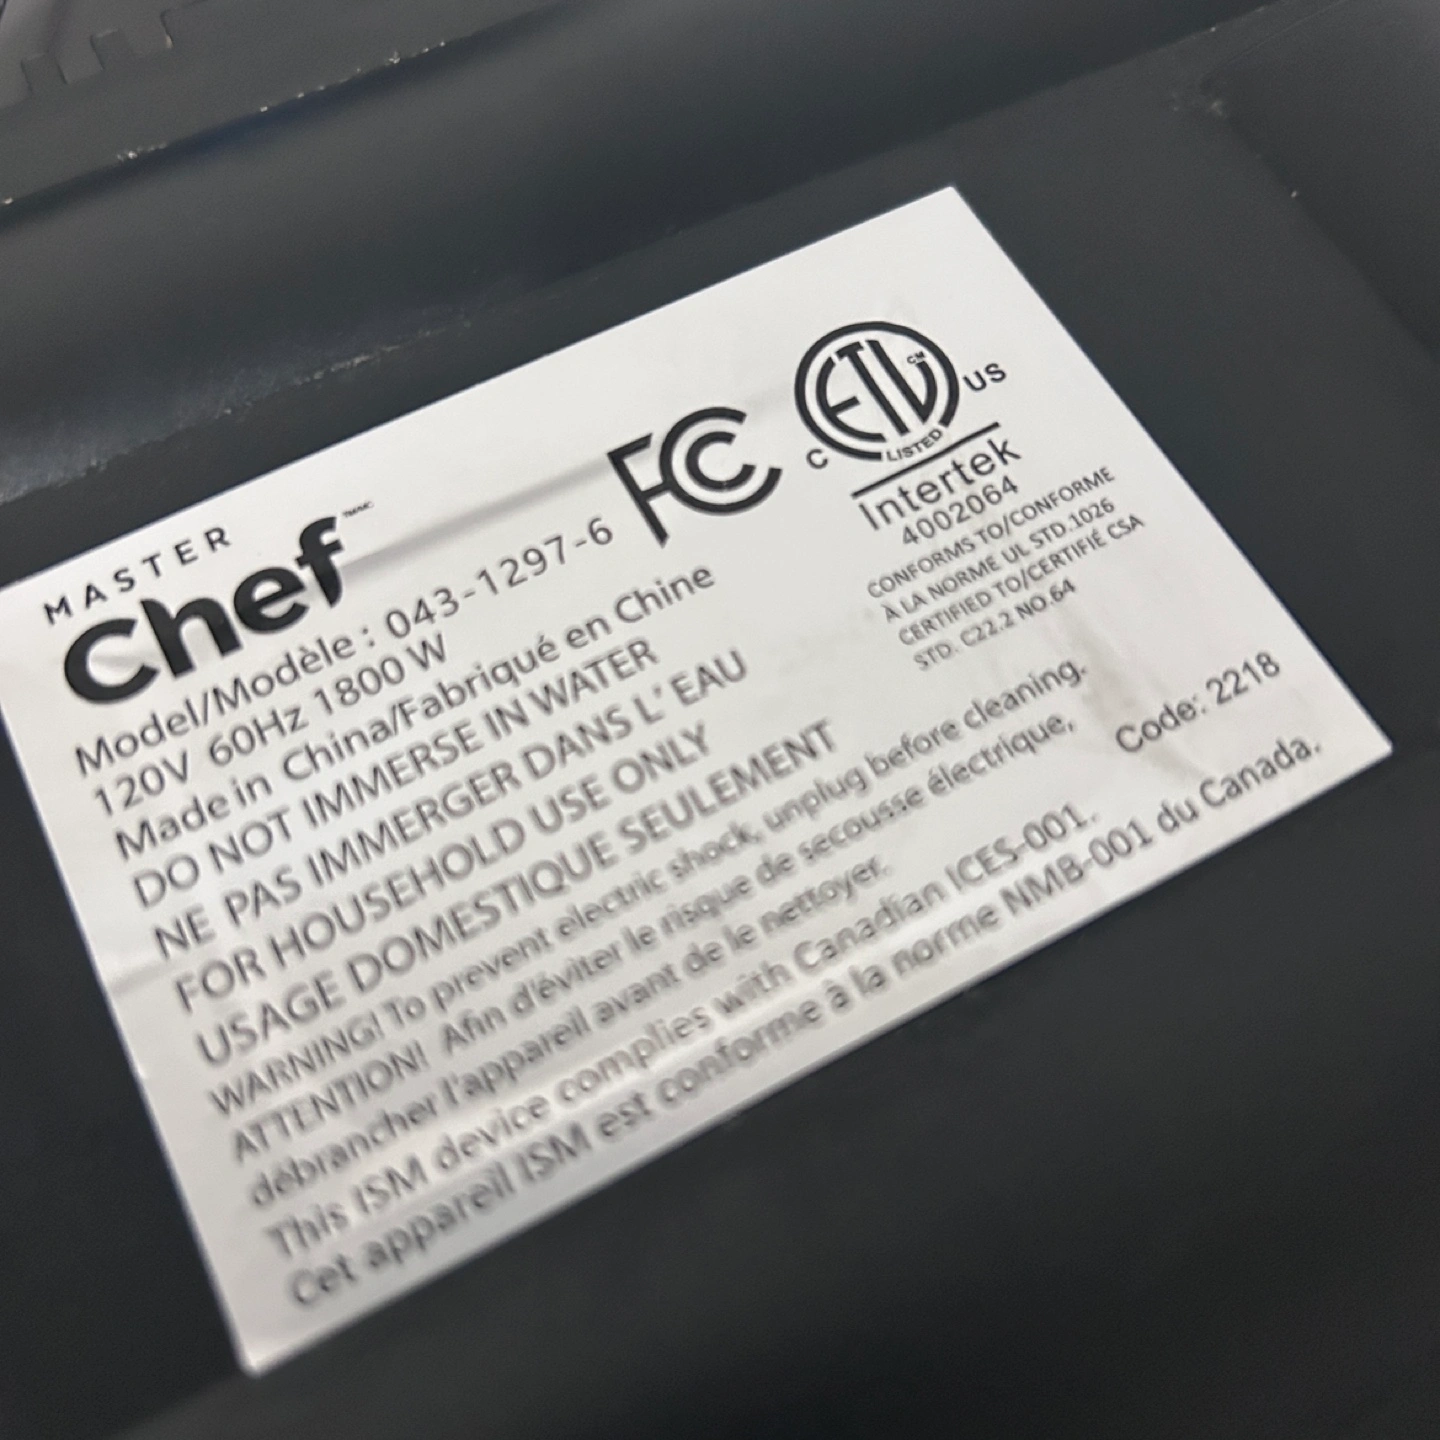 MASTER
Chef™/MC
Model/Modèle : 043-1297-6
120V 60Hz 1800 W
Made in China/Fabriqué en Chine
DO NOT IMMERSE IN WATER
NE PAS IMMERGER DANS L' EAU
FOR HOUSEHOLD USE ONLY
USAGE DOMESTIQUE SEULEMENT
WARNING! To prevent electric shock, unplug before cleaning.
ATTENTION! Afin d'éviter le risque de secousse électrique,
débrancher l'appareil avant de le nettoyer.
This ISM device complies with Canadian ICES-001.
Cet appareil ISM est conforme à la norme NMB-001 du Canada.
FC
ETL CM
C LISTED US
Intertek
4002064
CONFORMS TO/CONFORME
À LA NORME UL STD.1026
CERTIFIED TO/CERTIFIÉ CSA
STD. C22.2 NO.64
Code: 2218